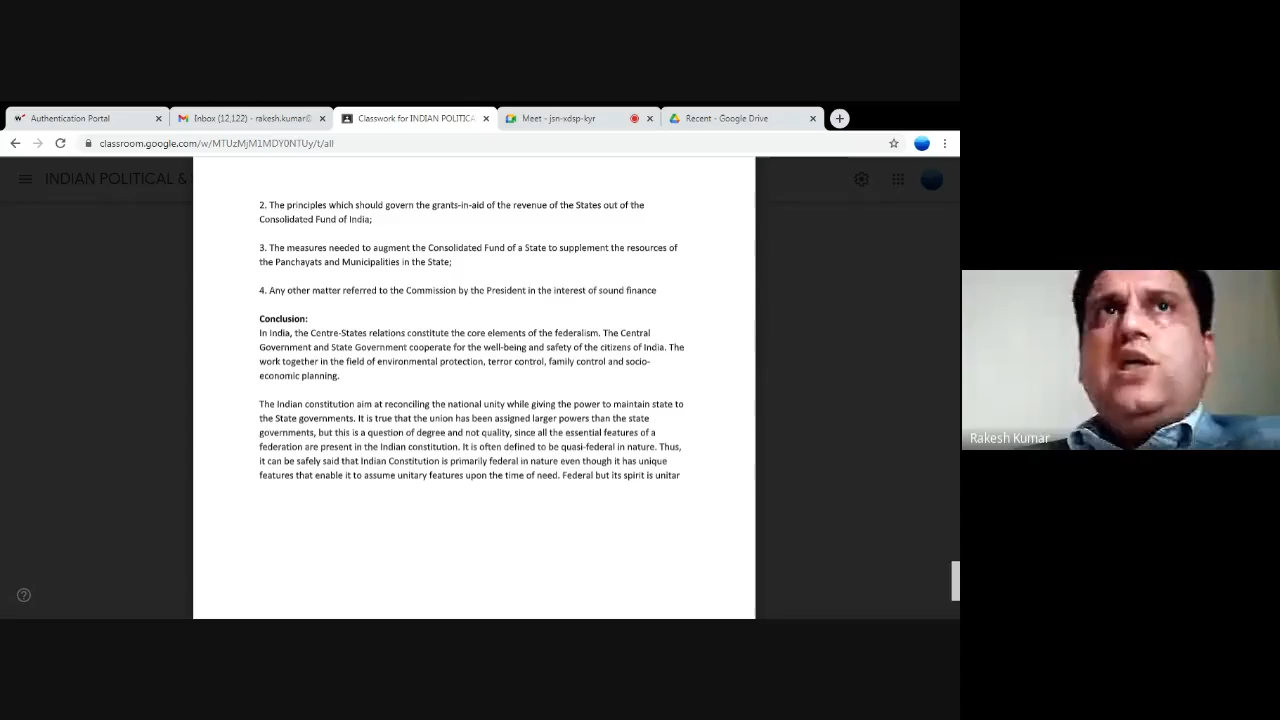 Authentication Portal
Inbox (12,122) - rakesh.kumar@
Classwork for INDIAN POLITICA
Meet - jsn-xdsp-kyr
Recent - Google Drive
classroom.google.com/w/MTUzMjM1MDY0NTUy/t/all
INDIAN POLITICAL &
2. The principles which should govern the grants-in-aid of the revenue of the States out of the
Consolidated Fund of India;
3. The measures needed to augment the Consolidated Fund of a State to supplement the resources of
the Panchayats and Municipalities in the State;
4. Any other matter referred to the Commission by the President in the interest of sound finance
Conclusion:
In India, the Centre-States relations constitute the core elements of the federalism. The Central
Government and State Government cooperate for the well-being and safety of the citizens of India. The
work together in the field of environmental protection, terror control, family control and socio-
economic planning.
The Indian constitution aim at reconciling the national unity while giving the power to maintain state to
the State governments. It is true that the union has been assigned larger powers than the state
governments, but this is a question of degree and not quality, since all the essential features of a
federation are present in the Indian constitution. It is often defined to be quasi-federal in nature. Thus,
it can be safely said that Indian Constitution is primarily federal in nature even though it has unique
features that enable it to assume unitary features upon the time of need. Federal but its spirit is unitar
Rakesh Kumar